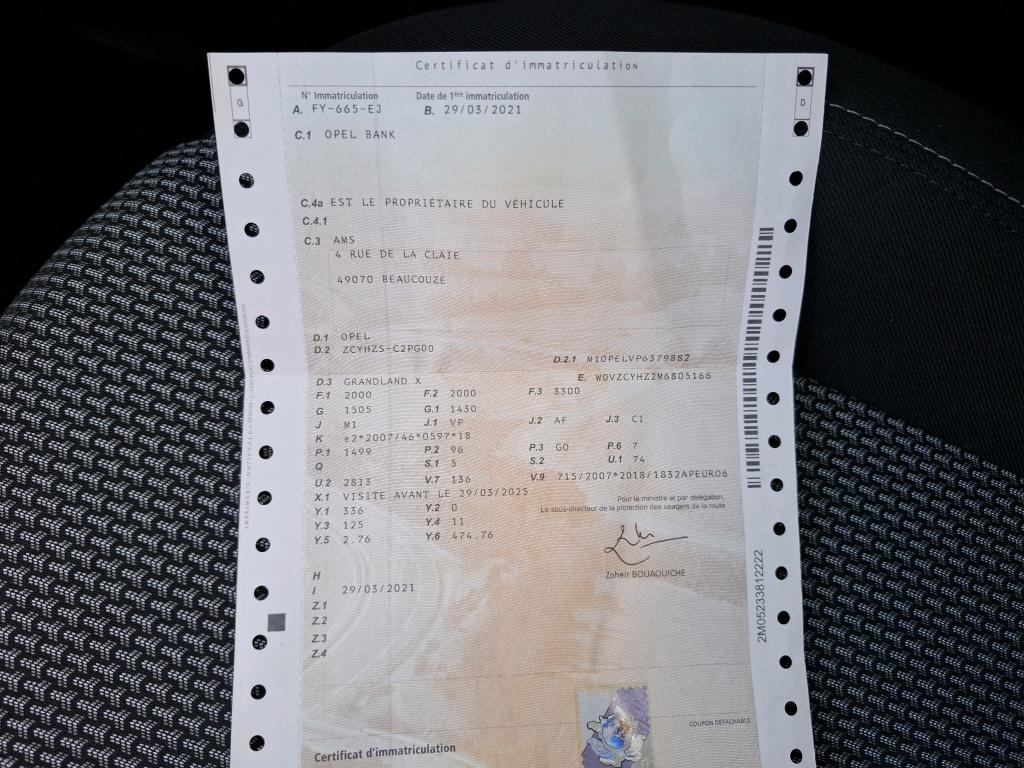 Certificat d'immatriculation
G
D
N° Immatriculation Date de 1ère immatriculation
A. FY-665-EJ B. 29/03/2021
C.1 OPEL BANK
C.4a EST LE PROPRIÉTAIRE DU VÉHICULE
C.4.1
C.3 AMS
4 RUE DE LA CLAIE
49070 BEAUCOUZE
D.1 OPEL
D.2 ZCYHZS-C2PG00 D.2.1 M10PELVP6379882
D.3 GRANDLAND X E. W0VZCYHZ2M6805166
F.1 2000 F.2 2000 F.3 3300
G 1505 G.1 1430
J M1 J.1 VP J.2 AF J.3 CI
K e2*2007/46*0597*18
P.1 1499 P.2 96 P.3 GO P.6 7
Q S.1 5 S.2 U.1 74
U.2 2813 V.7 136 V.9 715/2007*2018/1832APEURO6
X.1 VISITE AVANT LE 29/03/2025
Y.1 336 Y.2 0
Y.3 125 Y.4 11
Y.5 2.76 Y.6 474.76
Pour le ministre et par délégation,
Le sous-directeur de la protection des usagers de la route
Zoheir BOUAOUICHE
H
I 29/03/2021
Z.1
Z.2
Z.3
Z.4
2M05233812222
COUPON DÉTACHABLE
Certificat d'immatriculation